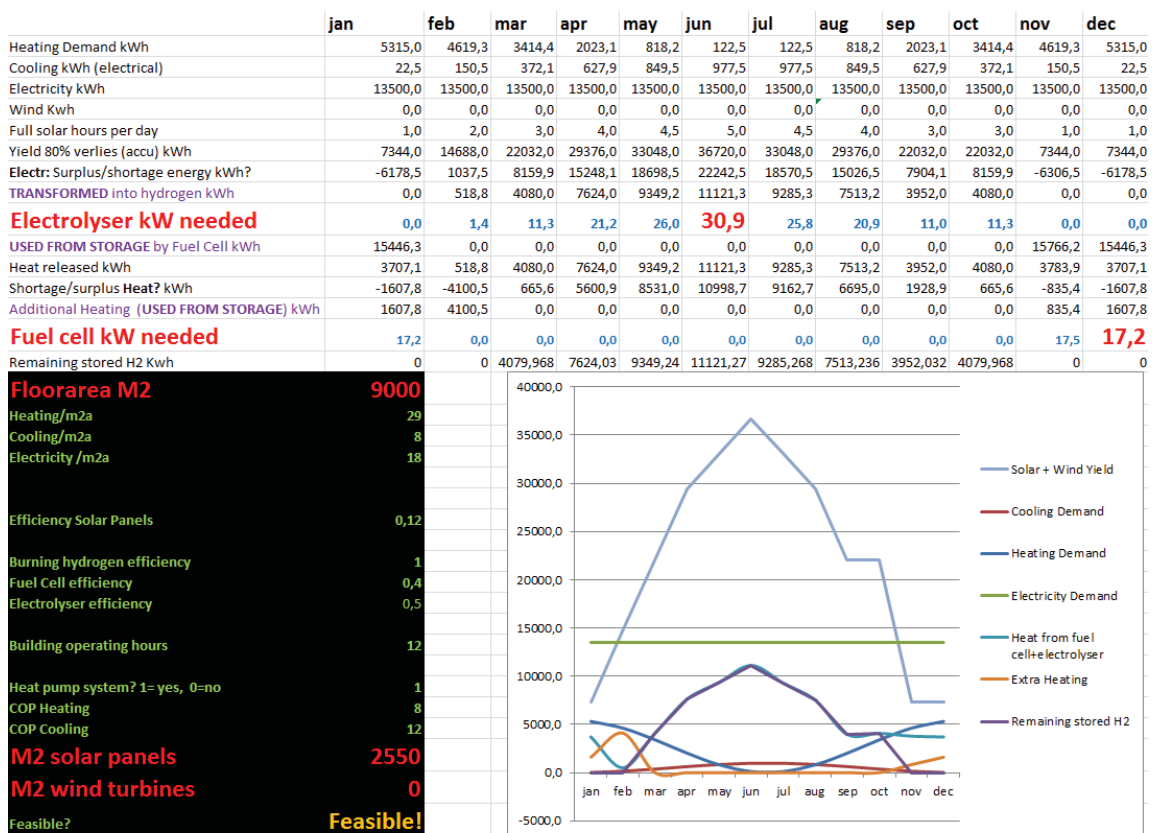 jan feb mar apr may jun jul aug sep oct nov dec
Heating Demand kWh 5315,0 4619,3 3414,4 2023,1 818,2 122,5 122,5 818,2 2023,1 3414,4 4619,3 5315,0
Cooling kWh (electrical) 22,5 150,5 372,1 627,9 849,5 977,5 977,5 849,5 627,9 372,1 150,5 22,5
Electricity kWh 13500,0 13500,0 13500,0 13500,0 13500,0 13500,0 13500,0 13500,0 13500,0 13500,0 13500,0 13500,0
Wind Kwh 0,0 0,0 0,0 0,0 0,0 0,0 0,0 0,0 0,0 0,0 0,0 0,0
Full solar hours per day 1,0 2,0 3,0 4,0 4,5 5,0 4,5 4,0 3,0 3,0 1,0 1,0
Yield 80% verlies (accu) kWh 7344,0 14688,0 22032,0 29376,0 33048,0 36720,0 33048,0 29376,0 22032,0 22032,0 7344,0 7344,0
Electr: Surplus/shortage energy kWh? -6178,5 1037,5 8159,9 15248,1 18698,5 22242,5 18570,5 15026,5 7904,1 8159,9 -6306,5 -6178,5
TRANSFORMED into hydrogen kWh 0,0 518,8 4080,0 7624,0 9349,2 11121,3 9285,3 7513,2 3952,0 4080,0 0,0 0,0
Electrolyser kW needed 0,0 1,4 11,3 21,2 26,0 30,9 25,8 20,9 11,0 11,3 0,0 0,0
USED FROM STORAGE by Fuel Cell kWh 15446,3 0,0 0,0 0,0 0,0 0,0 0,0 0,0 0,0 0,0 15766,2 15446,3
Heat released kWh 3707,1 518,8 4080,0 7624,0 9349,2 11121,3 9285,3 7513,2 3952,0 4080,0 3783,9 3707,1
Shortage/surplus Heat? kWh -1607,8 -4100,5 665,6 5600,9 8531,0 10998,7 9162,7 6695,0 1928,9 665,6 -835,4 -1607,8
Additional Heating (USED FROM STORAGE) kWh 1607,8 4100,5 0,0 0,0 0,0 0,0 0,0 0,0 0,0 0,0 835,4 1607,8
Fuel cell kW needed 17,2 0,0 0,0 0,0 0,0 0,0 0,0 0,0 0,0 0,0 17,5 17,2
Remaining stored H2 Kwh 0 0 4079,968 7624,03 9349,24 11121,27 9285,268 7513,236 3952,032 4079,968 0 0
Floorarea M2 9000
Heating/m2a 29
Cooling/m2a 8
Electricity /m2a 18
Efficiency Solar Panels 0,12
Burning hydrogen efficiency 1
Fuel Cell efficiency 0,4
Electrolyser efficiency 0,5
Building operating hours 12
Heat pump system? 1= yes, 0=no 1
COP Heating 8
COP Cooling 12
M2 solar panels 2550
M2 wind turbines 0
Feasible? Feasible!
40000,0
35000,0
30000,0
25000,0
20000,0
15000,0
10000,0
5000,0
0,0
-5000,0
jan feb mar apr may jun jul aug sep oct nov dec
Solar + Wind Yield
Cooling Demand
Heating Demand
Electricity Demand
Heat from fuel
cell+electrolyser
Extra Heating
Remaining stored H2